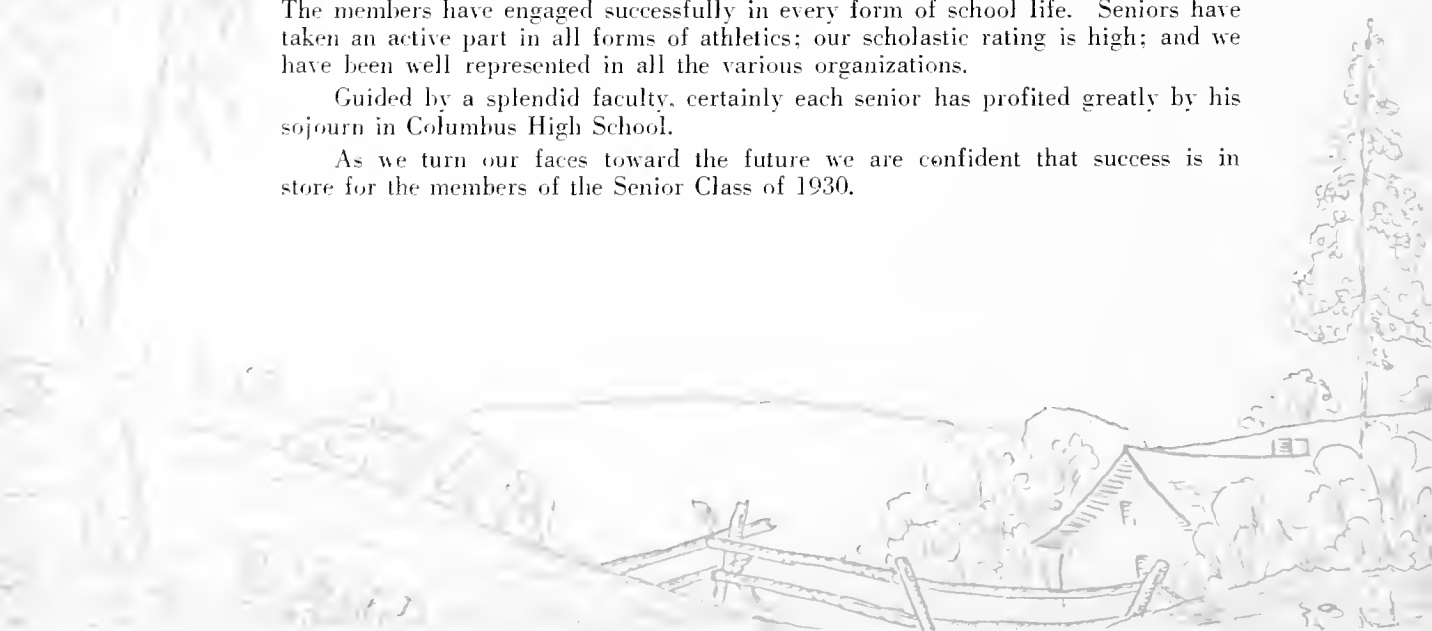 The members have engaged successfully in every form of school life. Seniors have
taken an active part in all forms of athletics; our scholastic rating is high; and we
have been well represented in all the various organizations.
Guided by a splendid faculty, certainly each senior has profited greatly by his
sojourn in Columbus High School.
As we turn our faces toward the future we are confident that success is in
store for the members of the Senior Class of 1930.